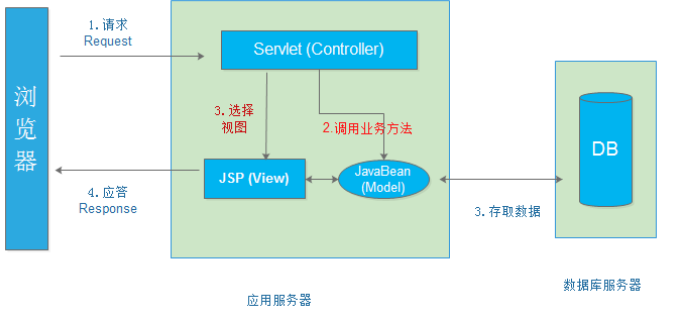 1.请求
Request
Servlet (Controller)
浏
览
器
3.选择
视图
2.调用业务方法
DB
JSP (View)
JavaBean
(Model)
4.应答
Response
3.存取数据
数据库服务器
应用服务器